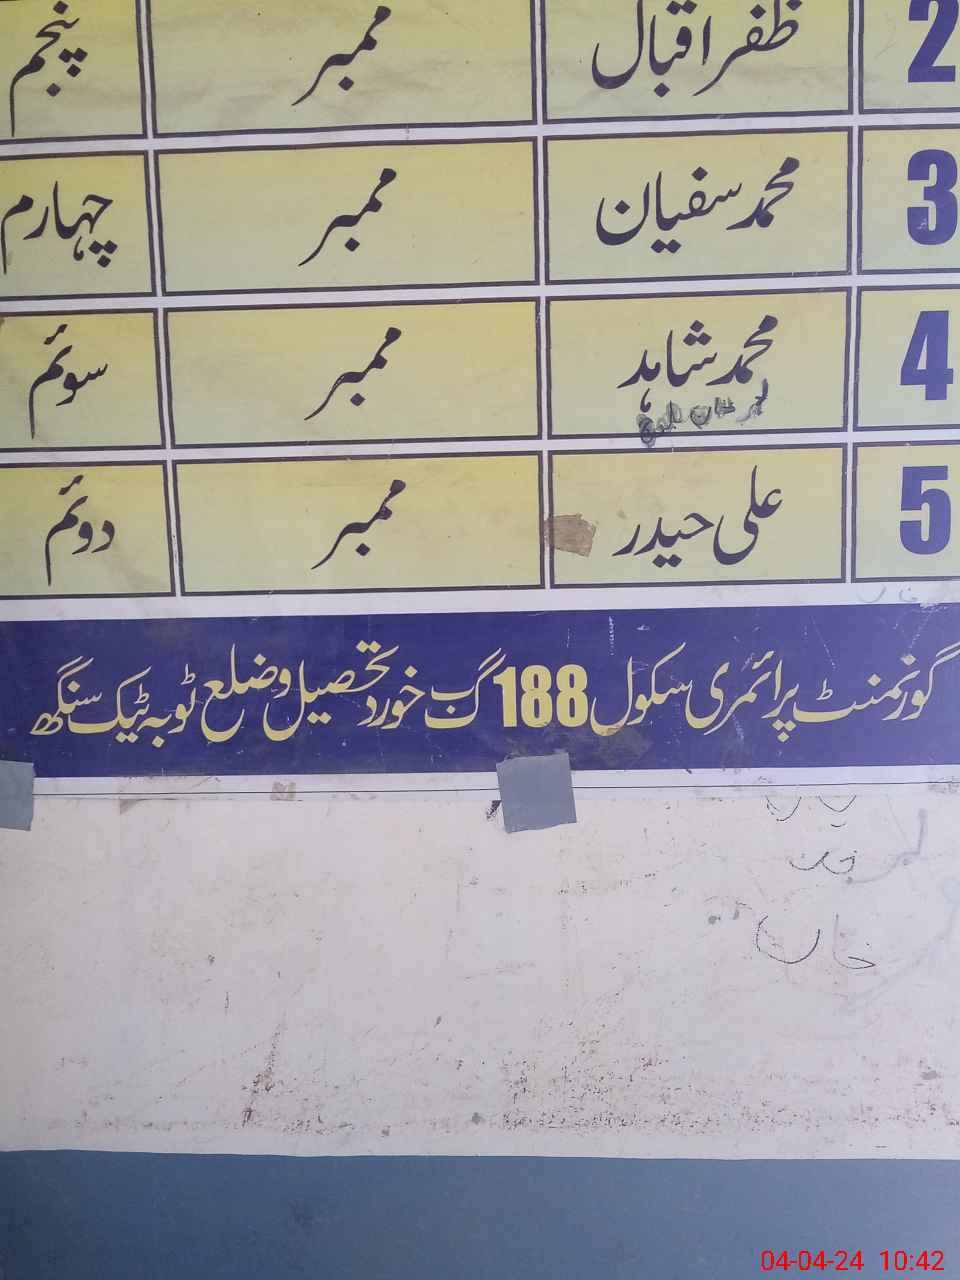 2 ظفر اقبال ممبر پنجم
3 محمد سفیان ممبر چہارم
4 محمد شاہد ممبر سوئم
5 علی حیدر ممبر دوئم
گورنمنٹ پرائمری سکول 188 گ ب خورد تحصیل و ضلع ٹوبہ ٹیک سنگھ
خاں
04-04-24 10:42